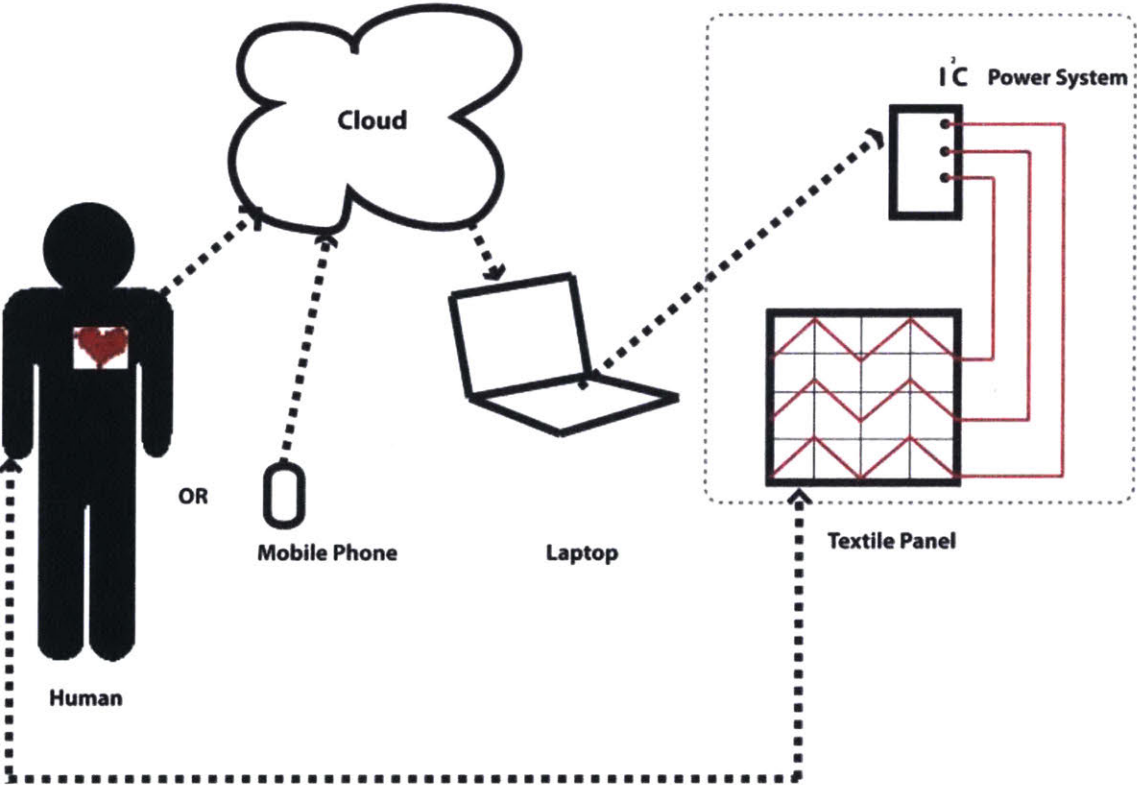 I²C Power System
Cloud
OR
Mobile Phone
Laptop
Textile Panel
Human